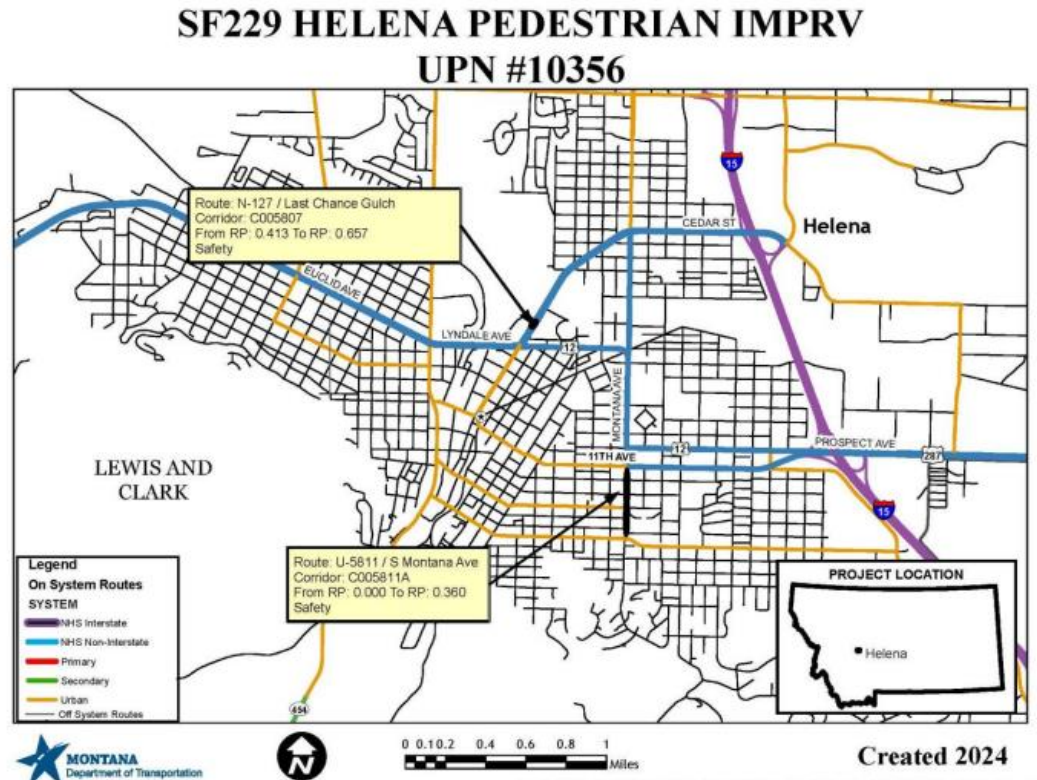 SF229 HELENA PEDESTRIAN IMPRV
UPN #10356
15
Route: N-127 / Last Chance Gulch
Corridor: C005807
From RP: 0.413 To RP: 0.657
Safety
CEDAR ST
Helena
EUCLID AVE
LYNDALE AVE
12
MONTANA AVE
12
PROSPECT AVE
287
11TH AVE
LEWIS AND
CLARK
15
Route: U-5811 / S Montana Ave
Corridor: C005811A
From RP: 0.000 To RP: 0.360
Safety
Legend
On System Routes
SYSTEM
NHS Interstate
NHS Non-Interstate
Primary
Secondary
Urban
Off System Routes
454
PROJECT LOCATION
Helena
MONTANA
Department of Transportation
N
0 0.1 0.2 0.4 0.6 0.8 1
Miles
Created 2024